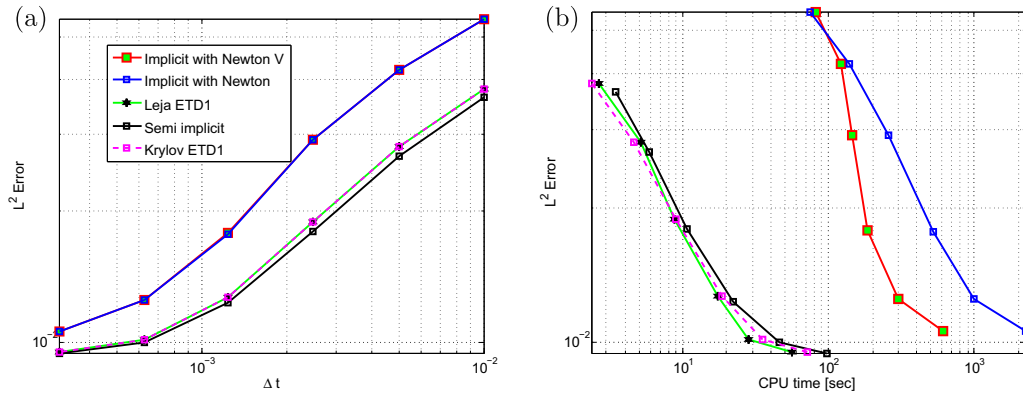 (a)
Implicit with Newton V
Implicit with Newton
Leja ETD1
Semi implicit
Krylov ETD1
L² Error
10⁻²
10⁻³
10⁻²
Δ t
(b)
L² Error
10⁻²
10¹
10²
10³
CPU time [sec]